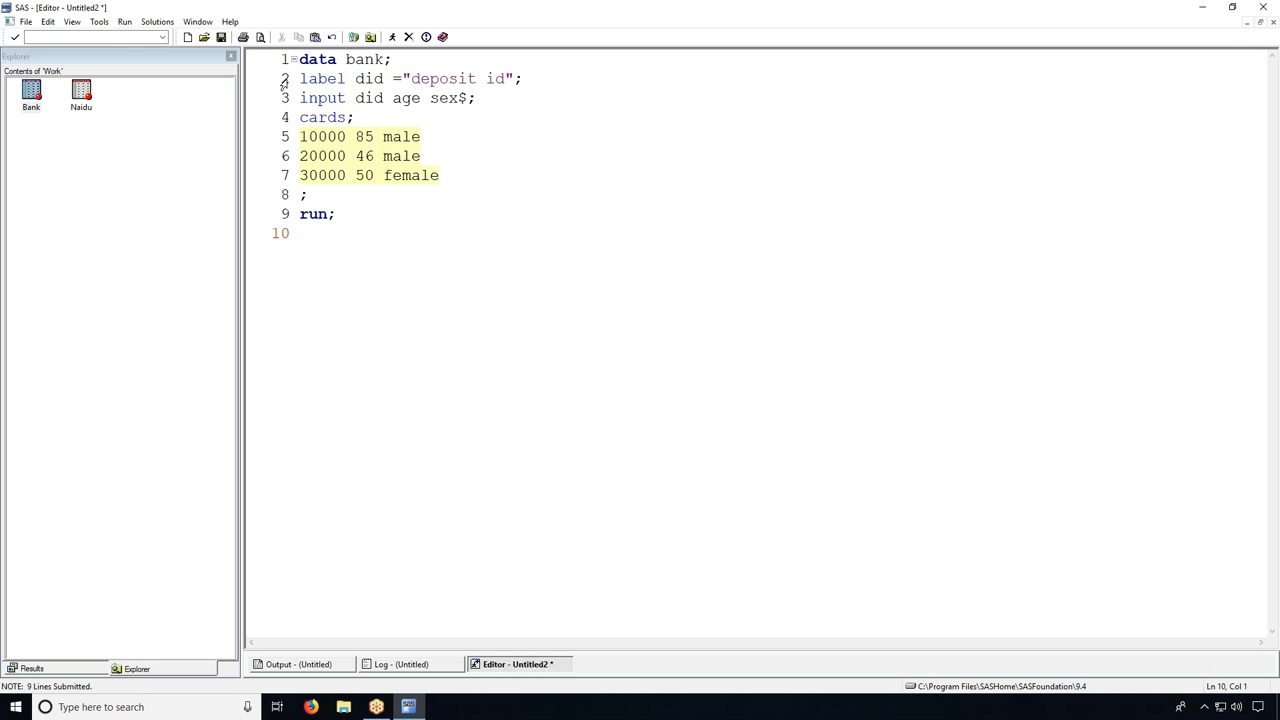 SAS - [Editor - Untitled2 *]
File Edit View Tools Run Solutions Window Help
Explorer
Contents of 'Work'
Bank Naidu
1 data bank;
2 label did ="deposit id";
3 input did age sex$;
4 cards;
5 10000 85 male
6 20000 46 male
7 30000 50 female
8 ;
9 run;
10
Results Explorer
Output - (Untitled) Log - (Untitled) Editor - Untitled2 *
NOTE: 9 Lines Submitted. C:\Program Files\SASHome\SASFoundation\9.4 Ln 10, Col 1
Type here to search